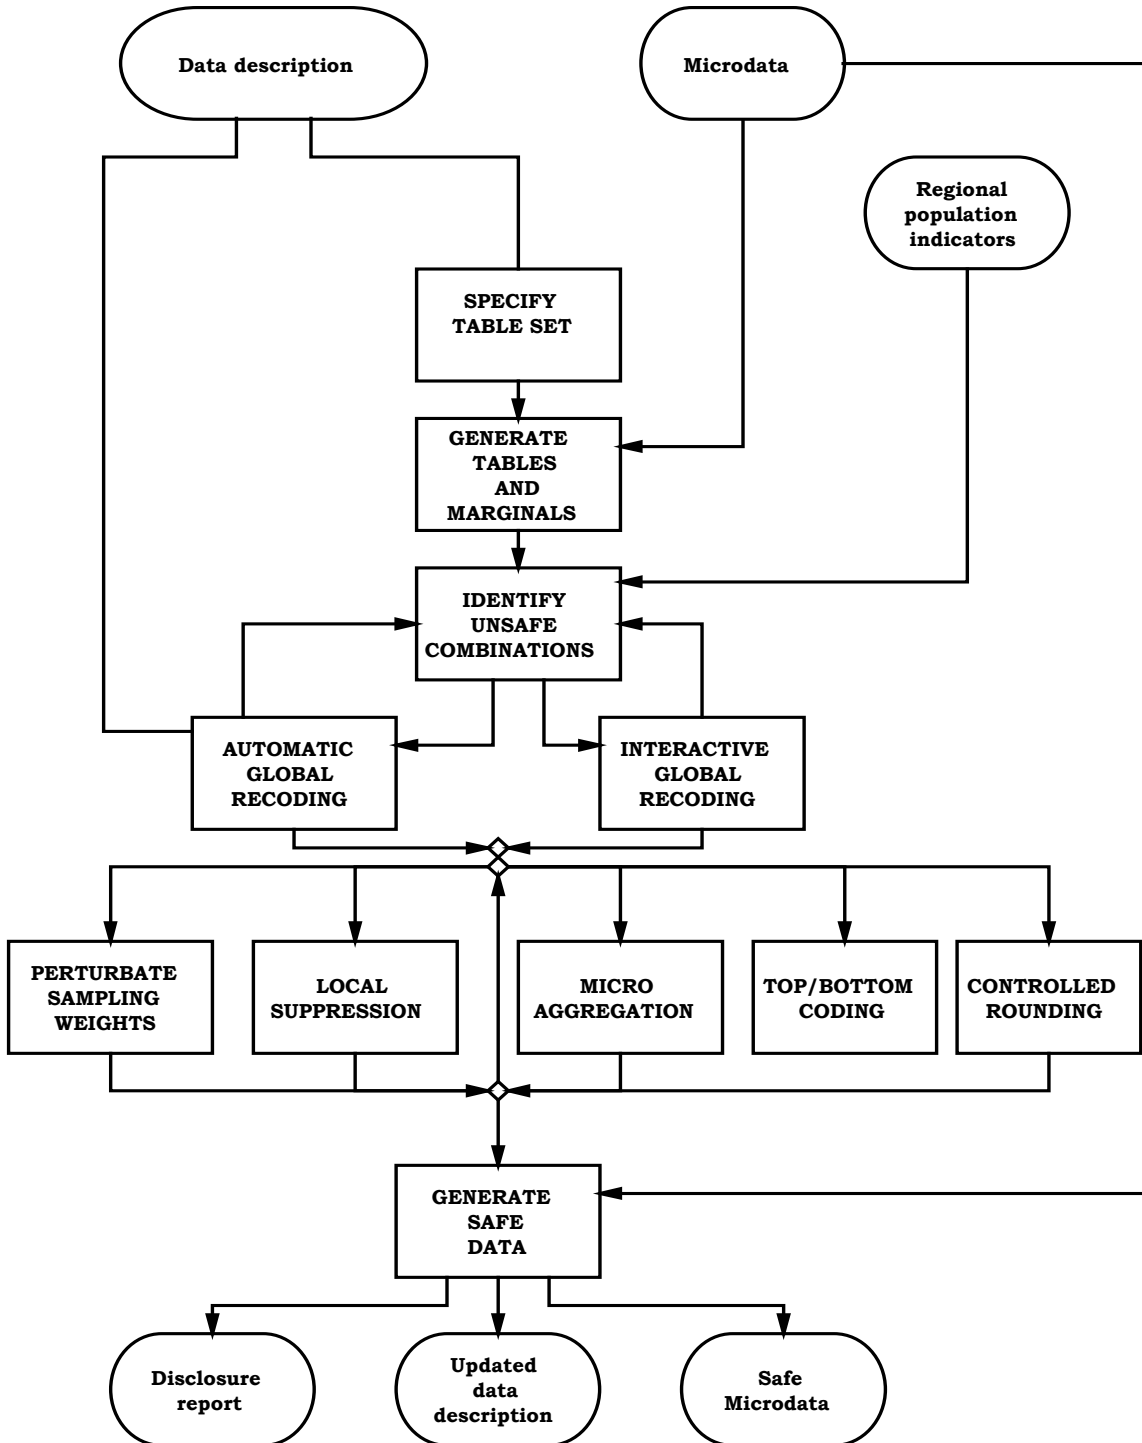 Data description
Microdata
Regional
population
indicators
SPECIFY
TABLE SET
GENERATE
TABLES
AND
MARGINALS
IDENTIFY
UNSAFE
COMBINATIONS
AUTOMATIC
GLOBAL
RECODING
INTERACTIVE
GLOBAL
RECODING
PERTURBATE
SAMPLING
WEIGHTS
LOCAL
SUPPRESSION
MICRO
AGGREGATION
TOP/BOTTOM
CODING
CONTROLLED
ROUNDING
GENERATE
SAFE
DATA
Disclosure
report
Updated
data
description
Safe
Microdata